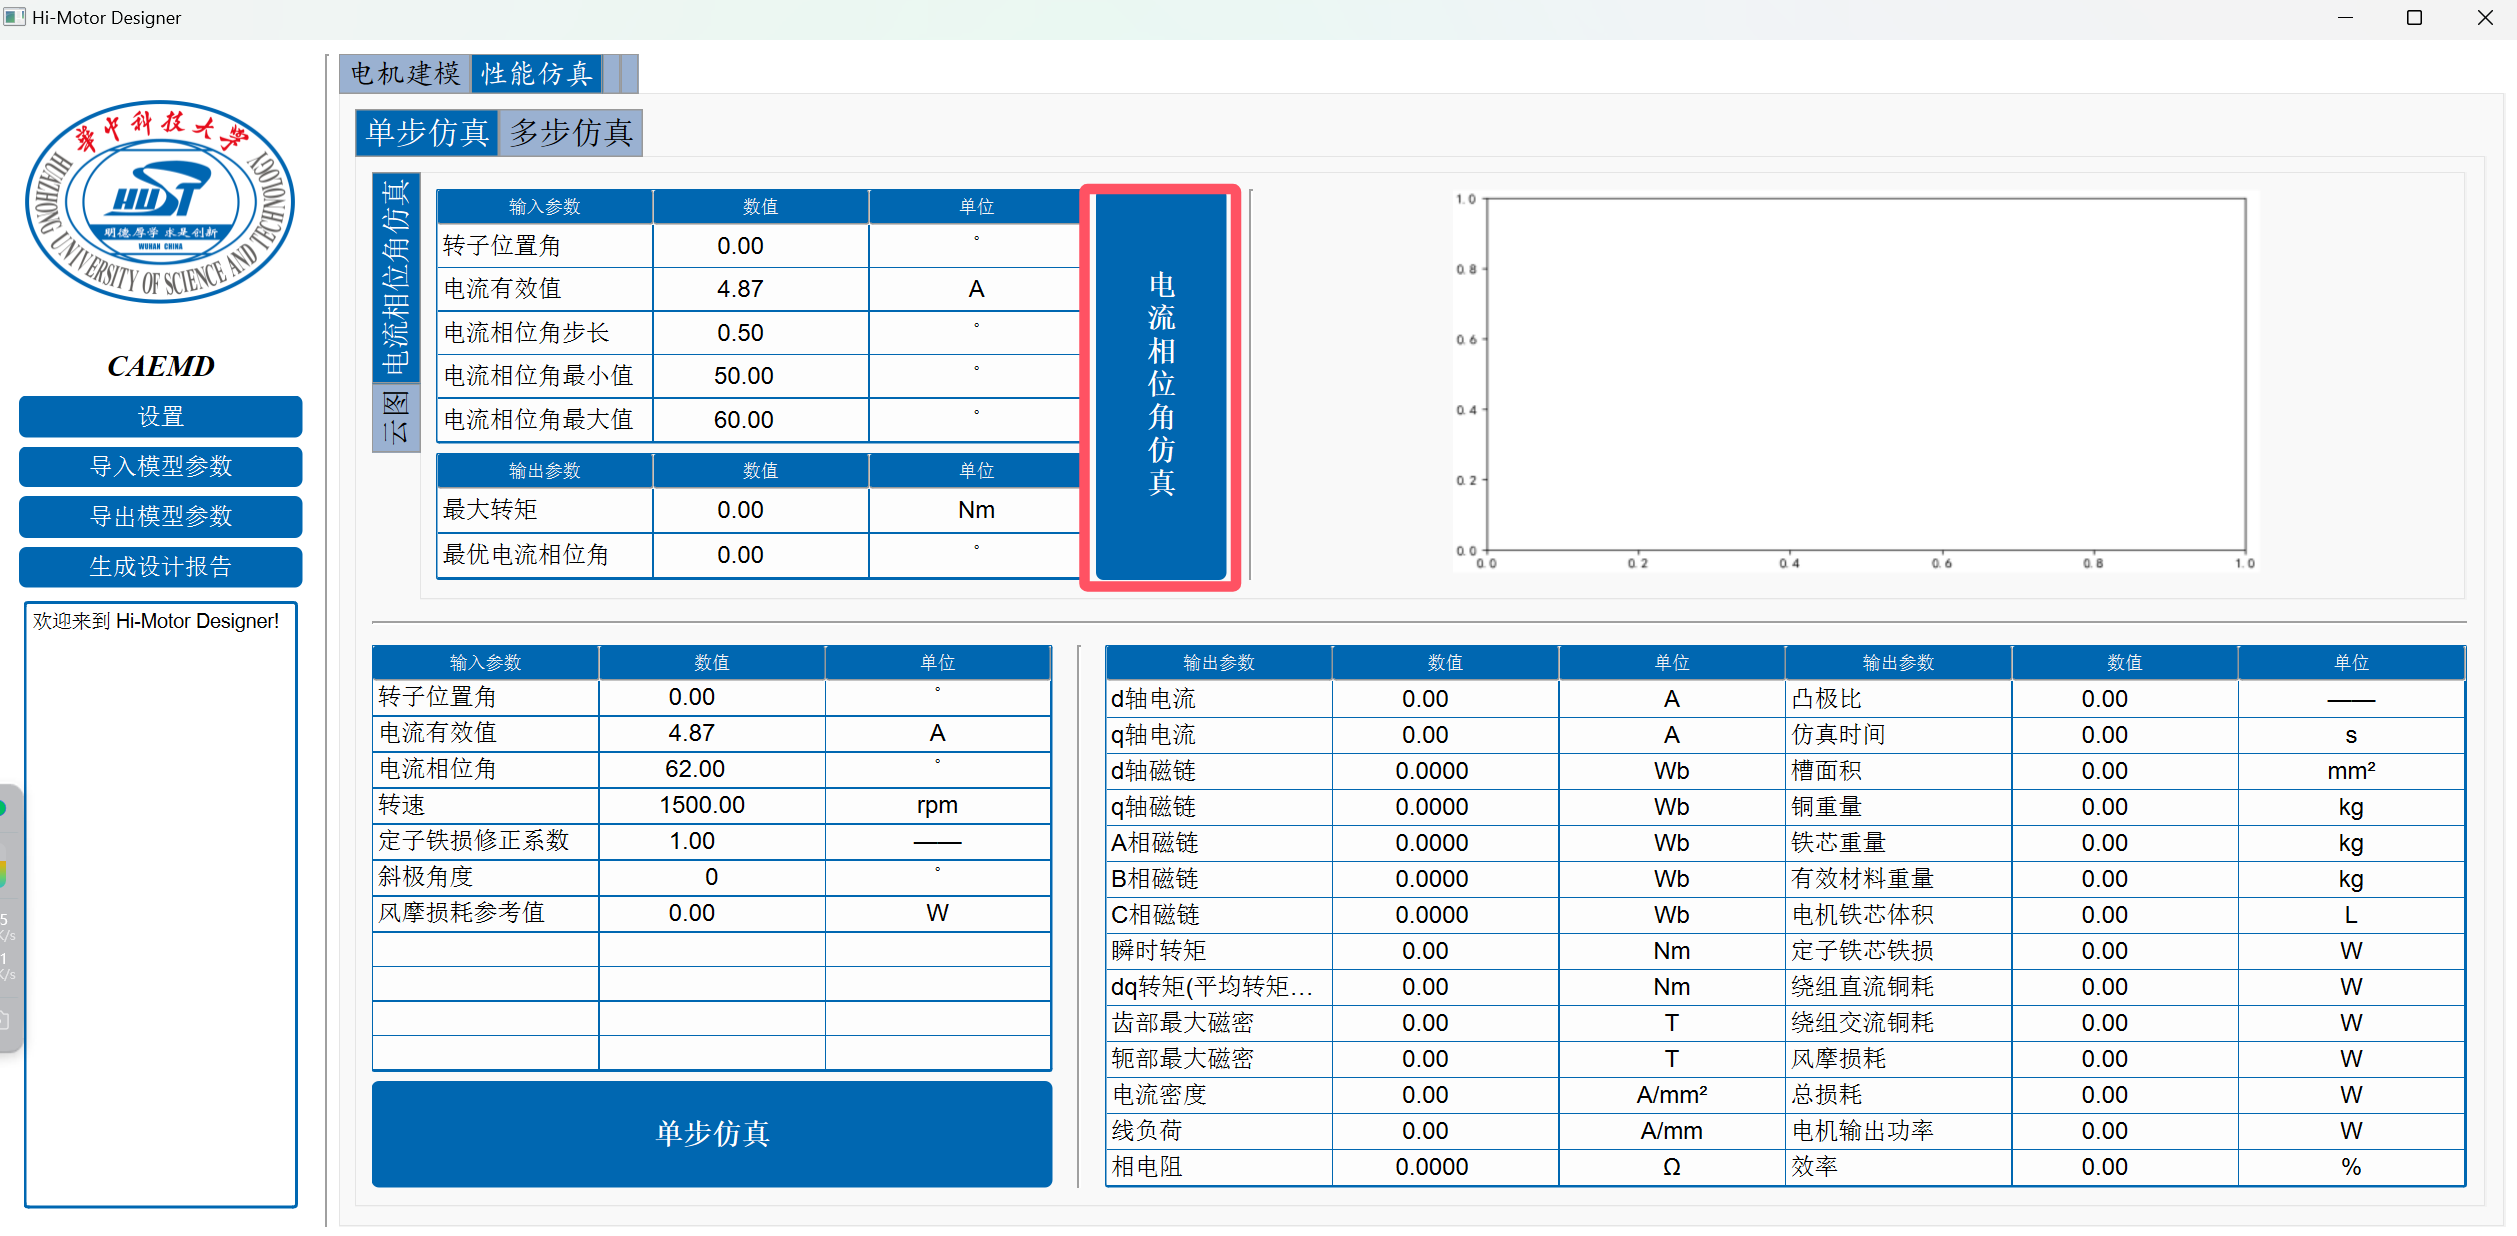 Hi-Motor Designer
华中科技大学
HUAZHONG UNIVERSITY OF SCIENCE AND TECHNOLOGY
HUST
明德厚学 求是创新
WUHAN CHINA
CAEMD
设置
导入模型参数
导出模型参数
生成设计报告
欢迎来到 Hi-Motor Designer!
电机建模 性能仿真
单步仿真 多步仿真
电流相位角仿真
云图
输入参数 数值 单位
转子位置角 0.00 °
电流有效值 4.87 A
电流相位角步长 0.50 °
电流相位角最小值 50.00 °
电流相位角最大值 60.00 °
输出参数 数值 单位
最大转矩 0.00 Nm
最优电流相位角 0.00 °
电流相位角仿真
1.0
0.8
0.6
0.4
0.2
0.0
0.0 0.2 0.4 0.6 0.8 1.0
输入参数 数值 单位
转子位置角 0.00 °
电流有效值 4.87 A
电流相位角 62.00 °
转速 1500.00 rpm
定子铁损修正系数 1.00 ——
斜极角度 0 °
风摩损耗参考值 0.00 W
单步仿真
输出参数 数值 单位 输出参数 数值 单位
d轴电流 0.00 A 凸极比 0.00 ——
q轴电流 0.00 A 仿真时间 0.00 s
d轴磁链 0.0000 Wb 槽面积 0.00 mm²
q轴磁链 0.0000 Wb 铜重量 0.00 kg
A相磁链 0.0000 Wb 铁芯重量 0.00 kg
B相磁链 0.0000 Wb 有效材料重量 0.00 kg
C相磁链 0.0000 Wb 电机铁芯体积 0.00 L
瞬时转矩 0.00 Nm 定子铁芯铁损 0.00 W
dq转矩(平均转矩… 0.00 Nm 绕组直流铜耗 0.00 W
齿部最大磁密 0.00 T 绕组交流铜耗 0.00 W
轭部最大磁密 0.00 T 风摩损耗 0.00 W
电流密度 0.00 A/mm² 总损耗 0.00 W
线负荷 0.00 A/mm 电机输出功率 0.00 W
相电阻 0.0000 Ω 效率 0.00 %